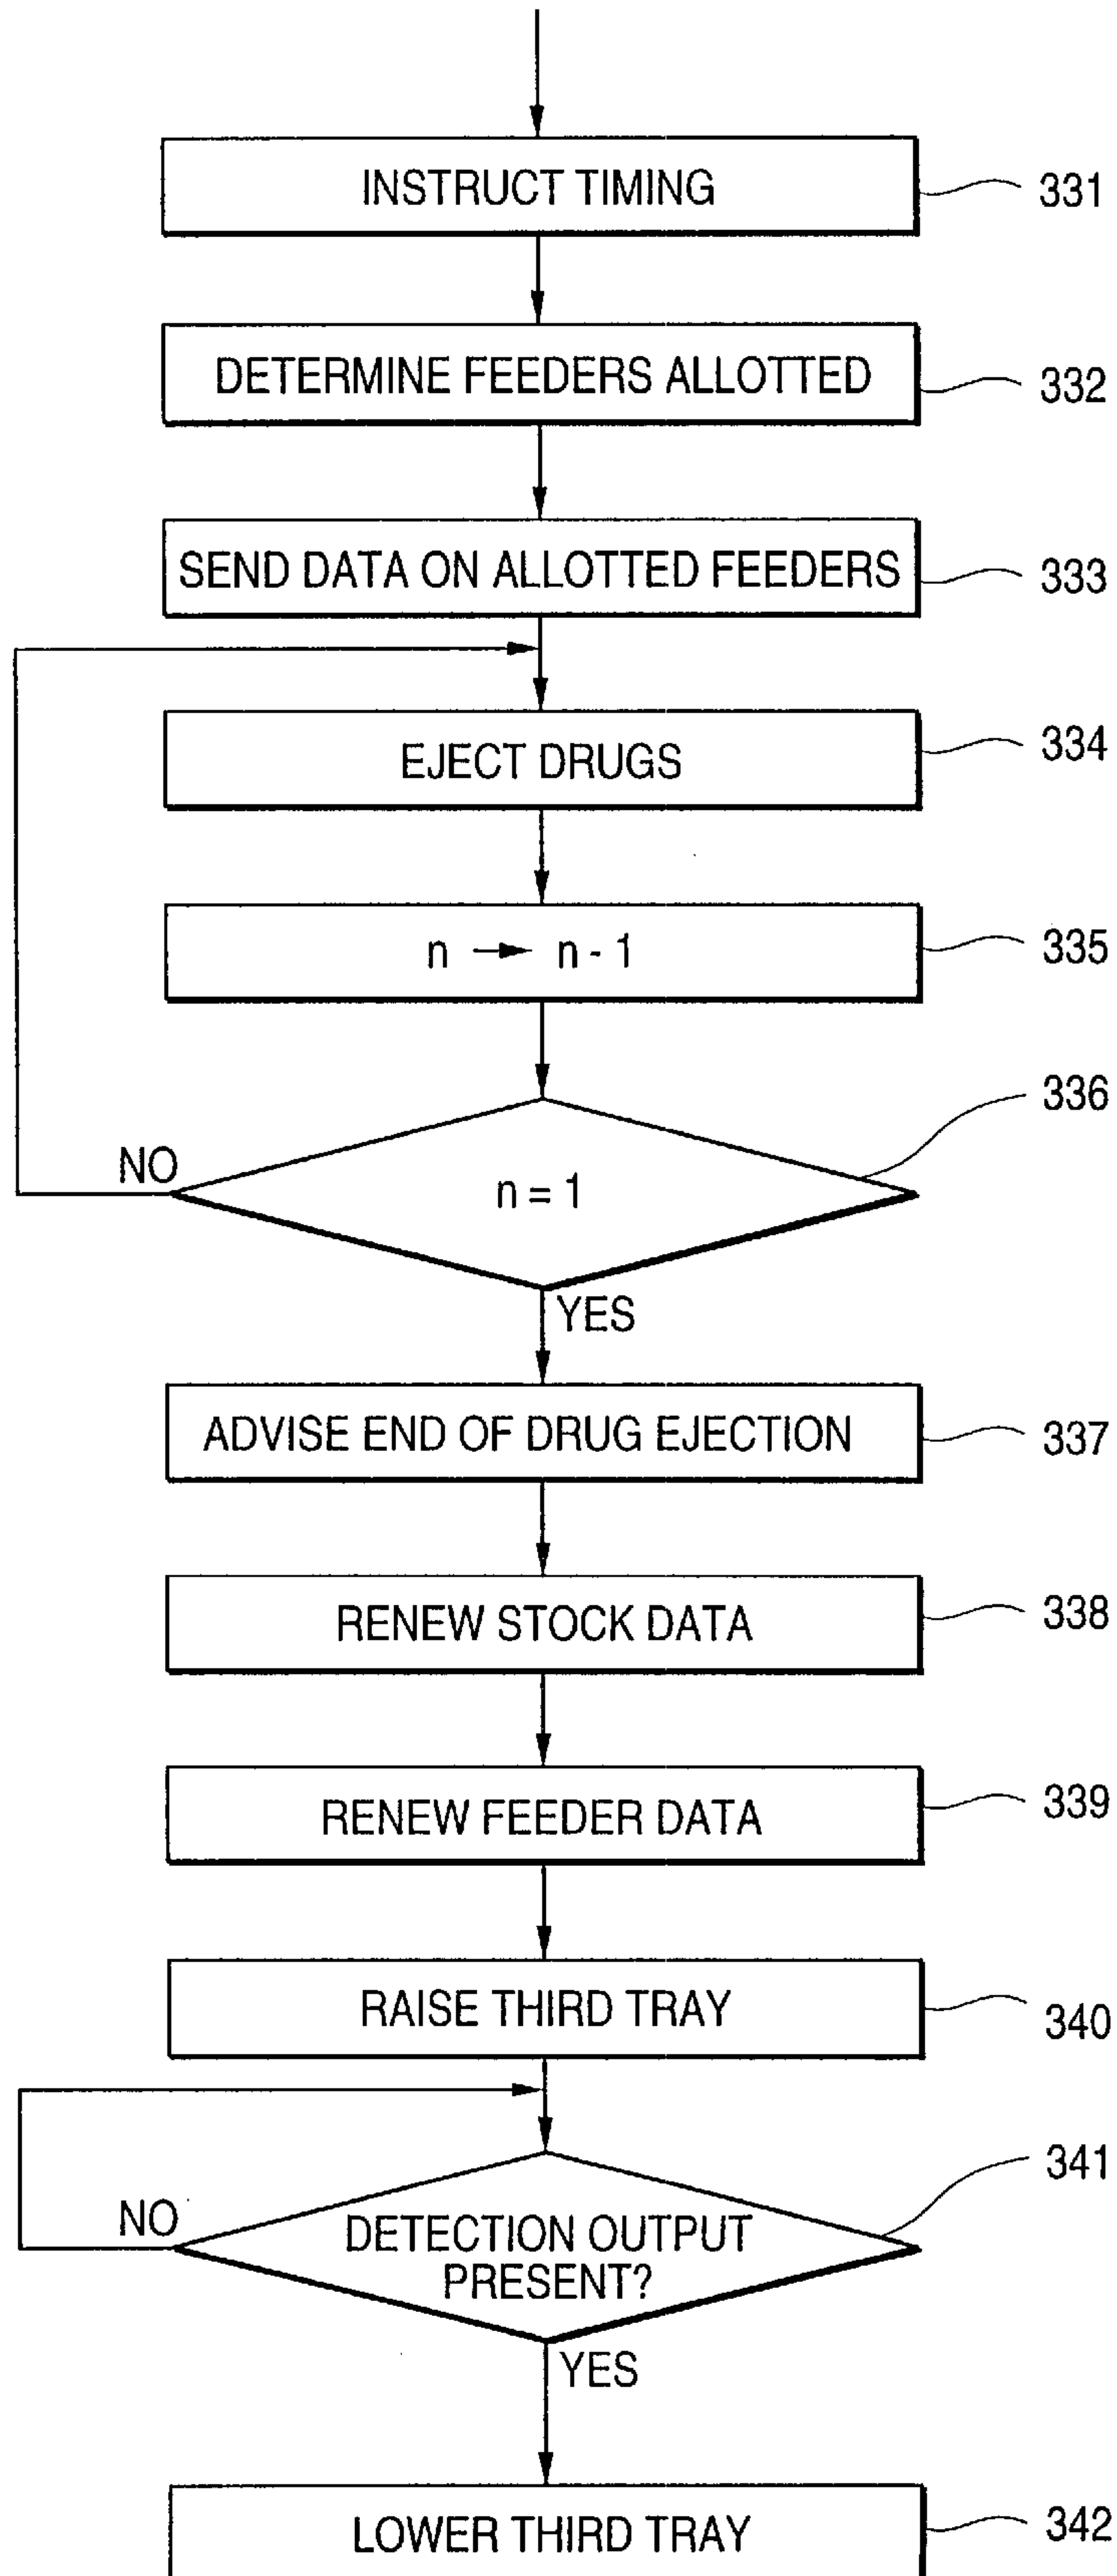 INSTRUCT TIMING
331
DETERMINE FEEDERS ALLOTTED
332
SEND DATA ON ALLOTTED FEEDERS
333
EJECT DRUGS
334
n → n - 1
335
336
NO
n = 1
YES
ADVISE END OF DRUG EJECTION
337
RENEW STOCK DATA
338
RENEW FEEDER DATA
339
RAISE THIRD TRAY
340
341
NO
DETECTION OUTPUT
PRESENT?
YES
LOWER THIRD TRAY
342